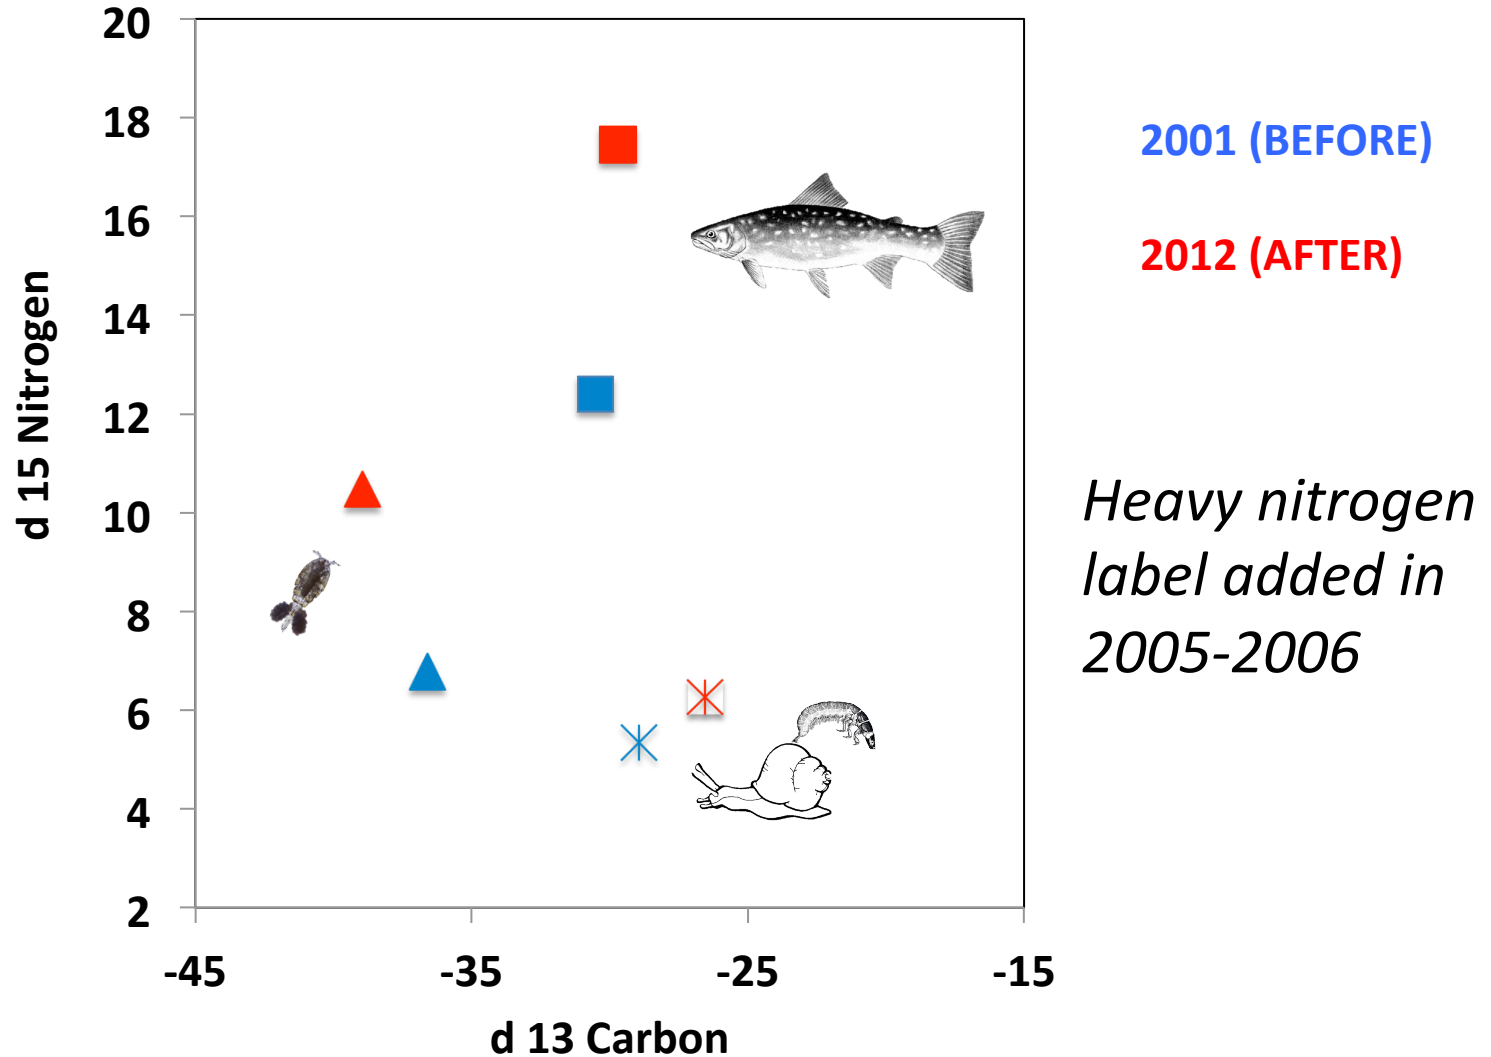 20
18
16
14
12
10
8
6
4
2
d 15 Nitrogen
-45
-35
-25
-15
d 13 Carbon
2001 (BEFORE)
2012 (AFTER)
Heavy nitrogen
label added in
2005-2006